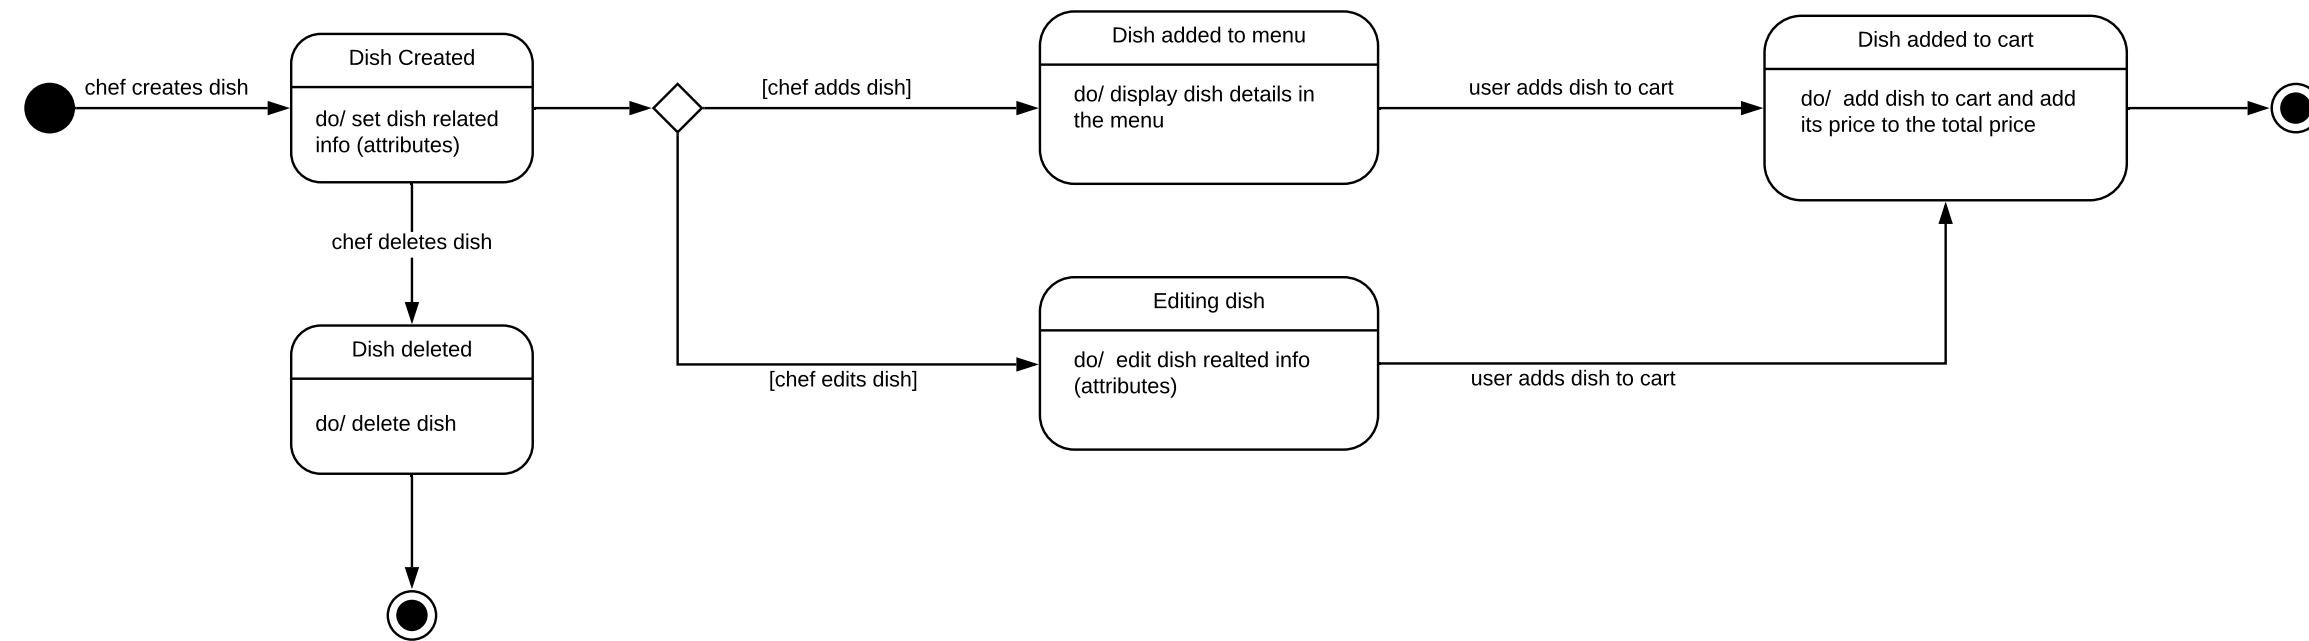 chef creates dish
Dish Created
do/ set dish related
info (attributes)
[chef adds dish]
Dish added to menu
do/ display dish details in
the menu
user adds dish to cart
Dish added to cart
do/  add dish to cart and add
its price to the total price
chef deletes dish
Dish deleted
do/ delete dish
[chef edits dish]
Editing dish
do/  edit dish realted info
(attributes)
user adds dish to cart